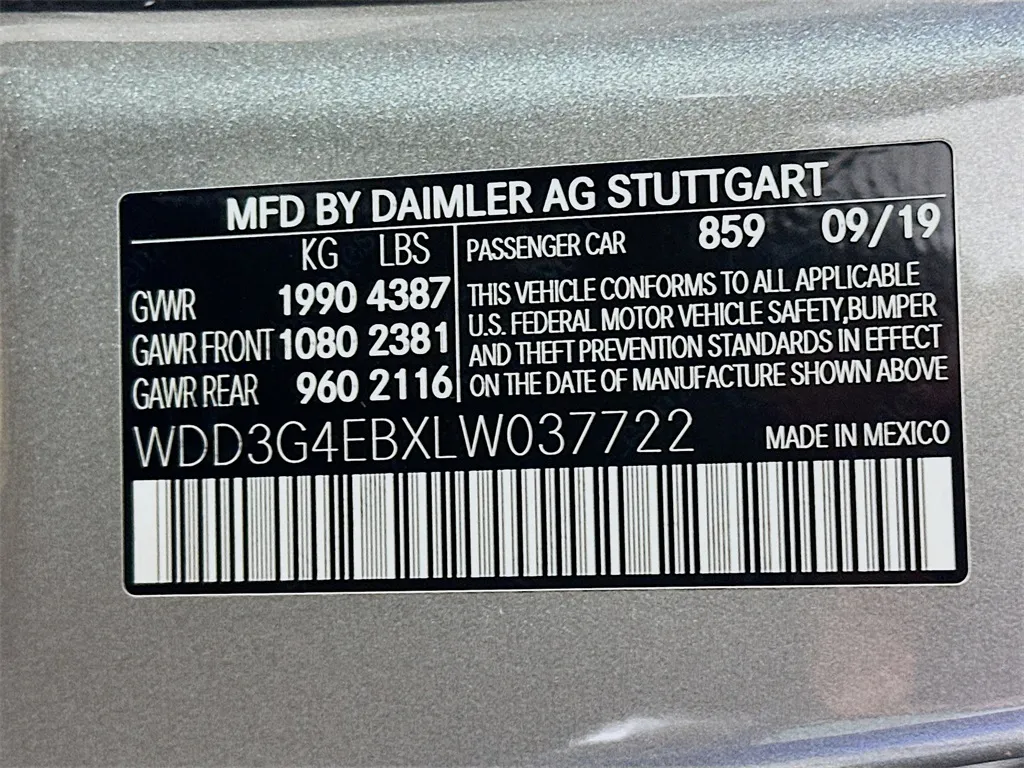 MFD BY DAIMLER AG STUTTGART
KG LBS
GVWR 1990 4387
GAWR FRONT 1080 2381
GAWR REAR 960 2116
PASSENGER CAR 859 09/19
THIS VEHICLE CONFORMS TO ALL APPLICABLE
U.S. FEDERAL MOTOR VEHICLE SAFETY,BUMPER
AND THEFT PREVENTION STANDARDS IN EFFECT
ON THE DATE OF MANUFACTURE SHOWN ABOVE
WDD3G4EBXLW037722 MADE IN MEXICO